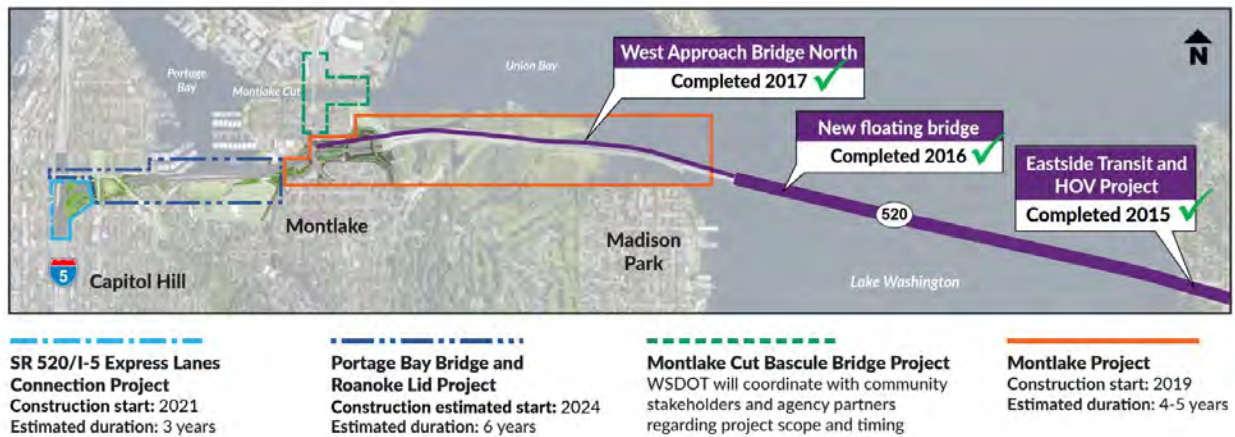 West Approach Bridge North
Completed 2017
N
Portage
Bay
Union Bay
Montlake Cut
New floating bridge
Completed 2016
Eastside Transit and
HOV Project
Completed 2015
520
Montlake
Madison
Park
5
Capitol Hill
Lake Washington
SR 520/I-5 Express Lanes
Connection Project
Construction start: 2021
Estimated duration: 3 years
Portage Bay Bridge and
Roanoke Lid Project
Construction estimated start: 2024
Estimated duration: 6 years
Montlake Cut Bascule Bridge Project
WSDOT will coordinate with community
stakeholders and agency partners
regarding project scope and timing
Montlake Project
Construction start: 2019
Estimated duration: 4-5 years